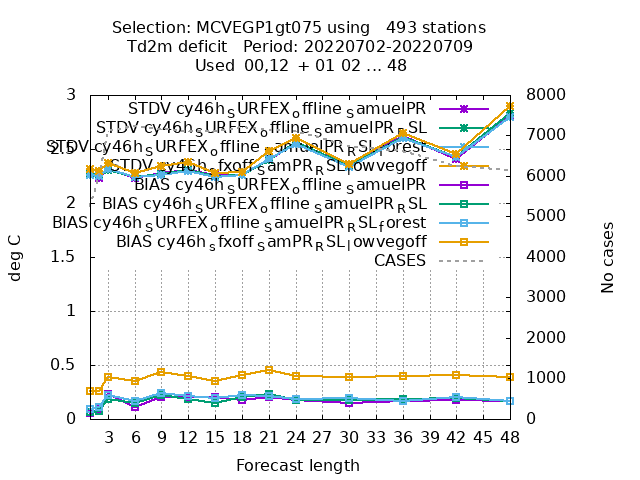 Selection: MCVEGP1gt075 using   493 stations
Td2m deficit   Period: 20220702-20220709
Used  00,12  + 01 02 ... 48
STDV cy46h_SURFEX_offline_samuelPR
STDV cy46h_SURFEX_offline_samuelPR_RSL
STDV cy46h_SURFEX_offline_samuelPR_RSL_forest
STDV cy46h_sfxoff_samPR_RSL_lowvegoff
BIAS cy46h_SURFEX_offline_samuelPR
BIAS cy46h_SURFEX_offline_samuelPR_RSL
BIAS cy46h_SURFEX_offline_samuelPR_RSL_forest
BIAS cy46h_sfxoff_samPR_RSL_lowvegoff
CASES
deg C
3
2.5
2
1.5
1
0.5
0
No cases
8000
7000
6000
5000
4000
3000
2000
1000
0
3 6 9 12 15 18 21 24 27 30 33 36 39 42 45 48
Forecast length